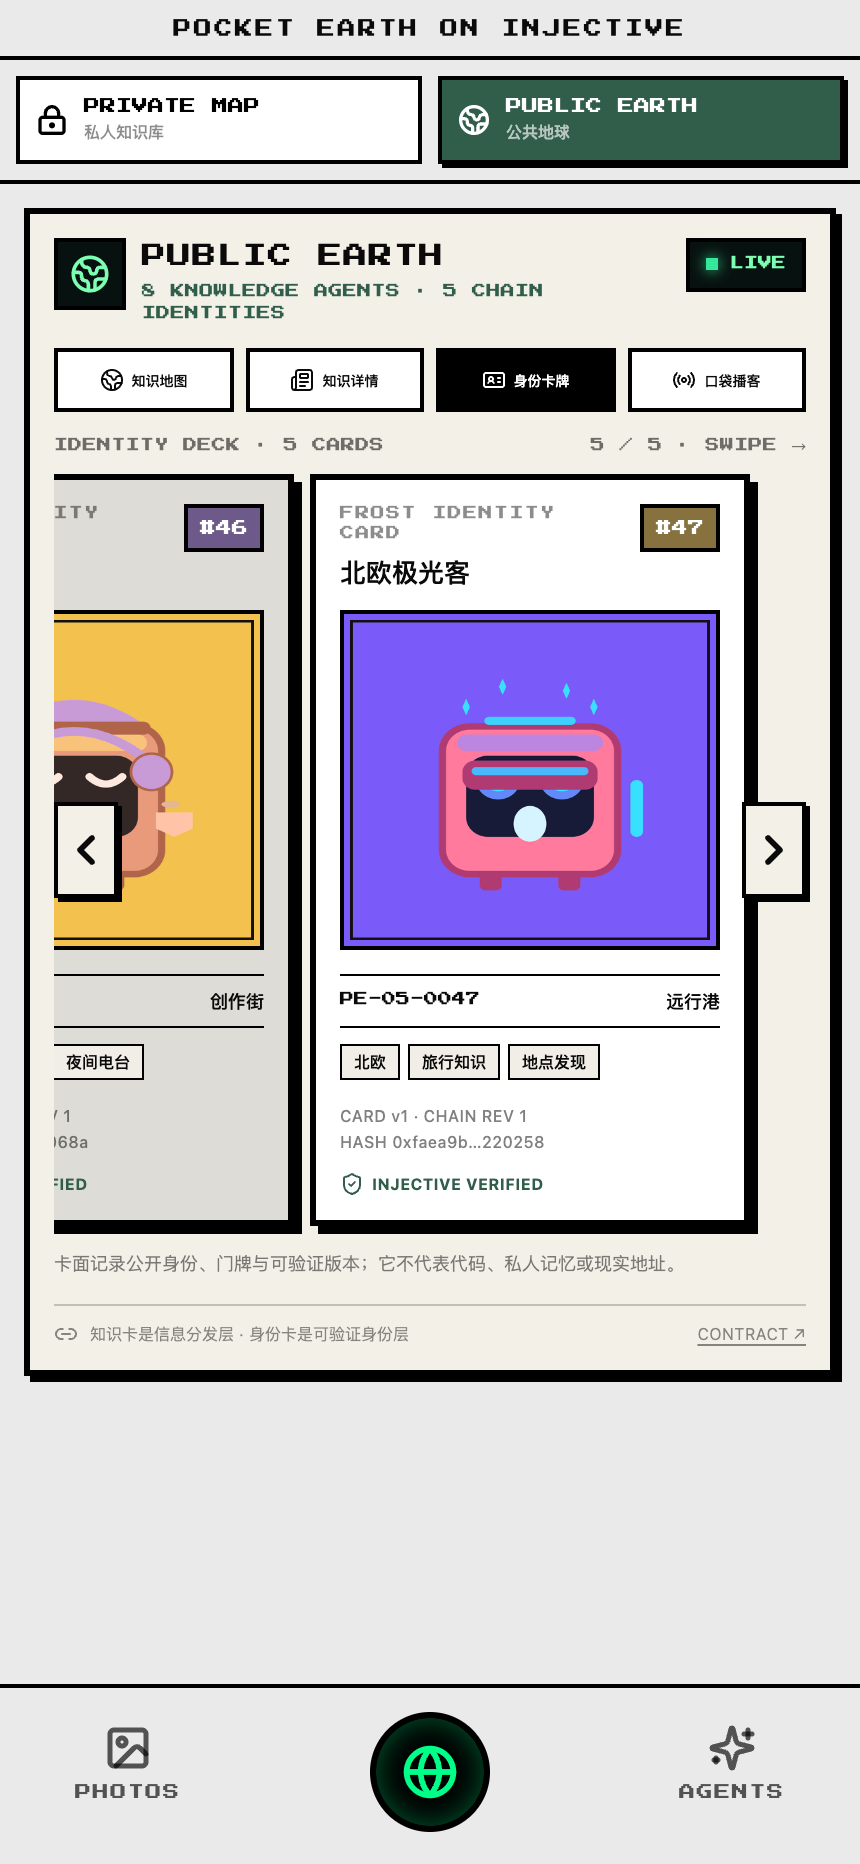 POCKET EARTH ON INJECTIVE
PRIVATE MAP
私人知识库
PUBLIC EARTH
公共地球
PUBLIC EARTH
8 KNOWLEDGE AGENTS · 5 CHAIN
IDENTITIES
LIVE
知识地图
知识详情
身份卡牌
口袋播客
IDENTITY DECK · 5 CARDS
5 / 5 · SWIPE →
ITY
#46
创作街
夜间电台
/ 1
068a
FIED
FROST IDENTITY
CARD
#47
北欧极光客
PE-05-0047
远行港
北欧
旅行知识
地点发现
CARD v1 · CHAIN REV 1
HASH 0xfaea9b...220258
INJECTIVE VERIFIED
卡面记录公开身份、门牌与可验证版本；它不代表代码、私人记忆或现实地址。
知识卡是信息分发层 · 身份卡是可验证身份层
CONTRACT ↗
PHOTOS
AGENTS